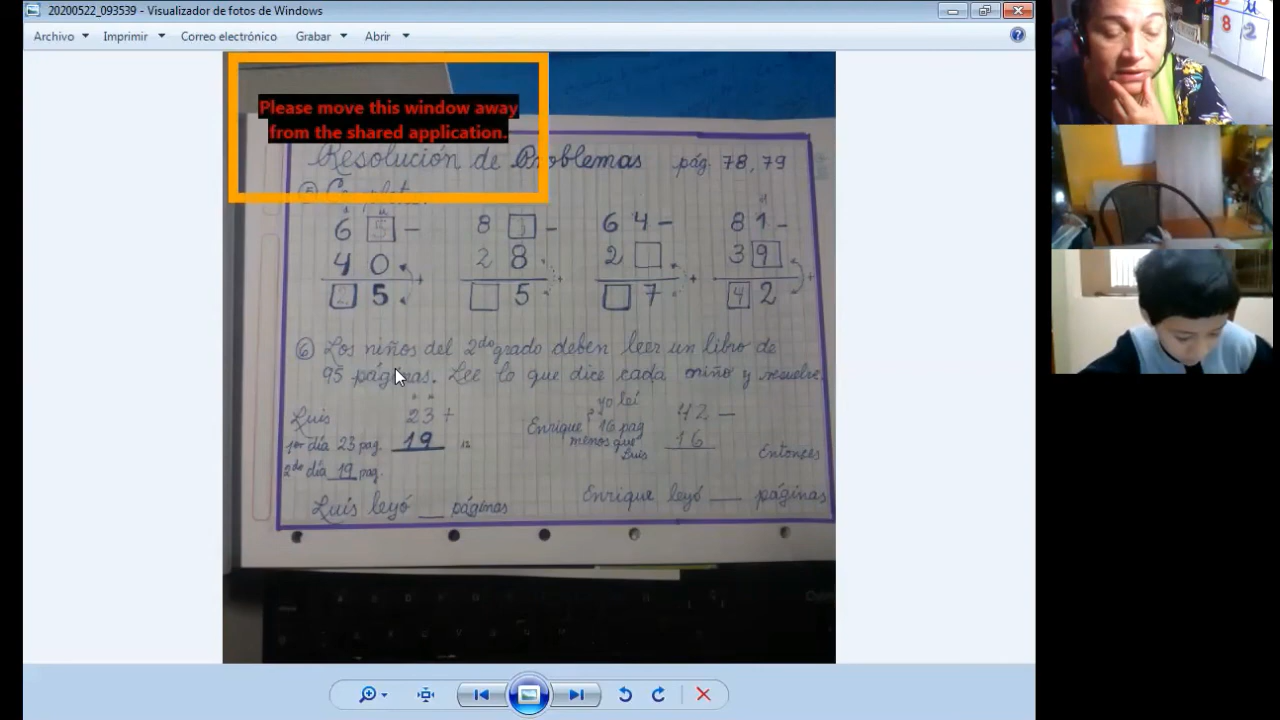 20200522_093539 - Visualizador de fotos de Windows
Archivo Imprimir Correo electrónico Grabar Abrir
Please move this window away
from the shared application.
Resolución de Problemas pág. 78, 79
⑤
6 5 - 8 - 6 4 - 8 1 -
4 0 2 8 2 3 9
5 + 5 + 7 + 4 2 +
⑥ Los niños del 2do grado deben leer un libro de
95 páginas. Lee lo que dice cada niño y resuelve.
yo leí
Luis 23 + Enrique 16 pag 42 -
1er día 23 pag. 19 12 menos que 16
Luis Entonces
2do día 19 pag.
Luis leyó __ páginas Enrique leyó __ páginas
u
8 2